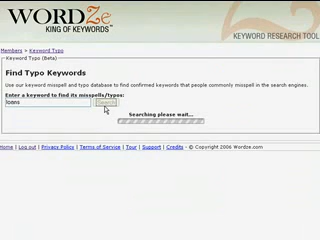 WORDZe
KING OF KEYWORDS™
KEYWORD RESEARCH TOOL
Members > Keyword Typo
Keyword Typo (Beta)
Find Typo Keywords
Use our keyword misspell and typo database to find confirmed keywords that people commonly misspell in the search engines.
Enter a keyword to find its misspells/typos:
loans Search
Searching please wait...
Home | Log out | Privacy Policy | Terms of Service | Tour | Support | Credits - © Copyright 2006 Wordze.com